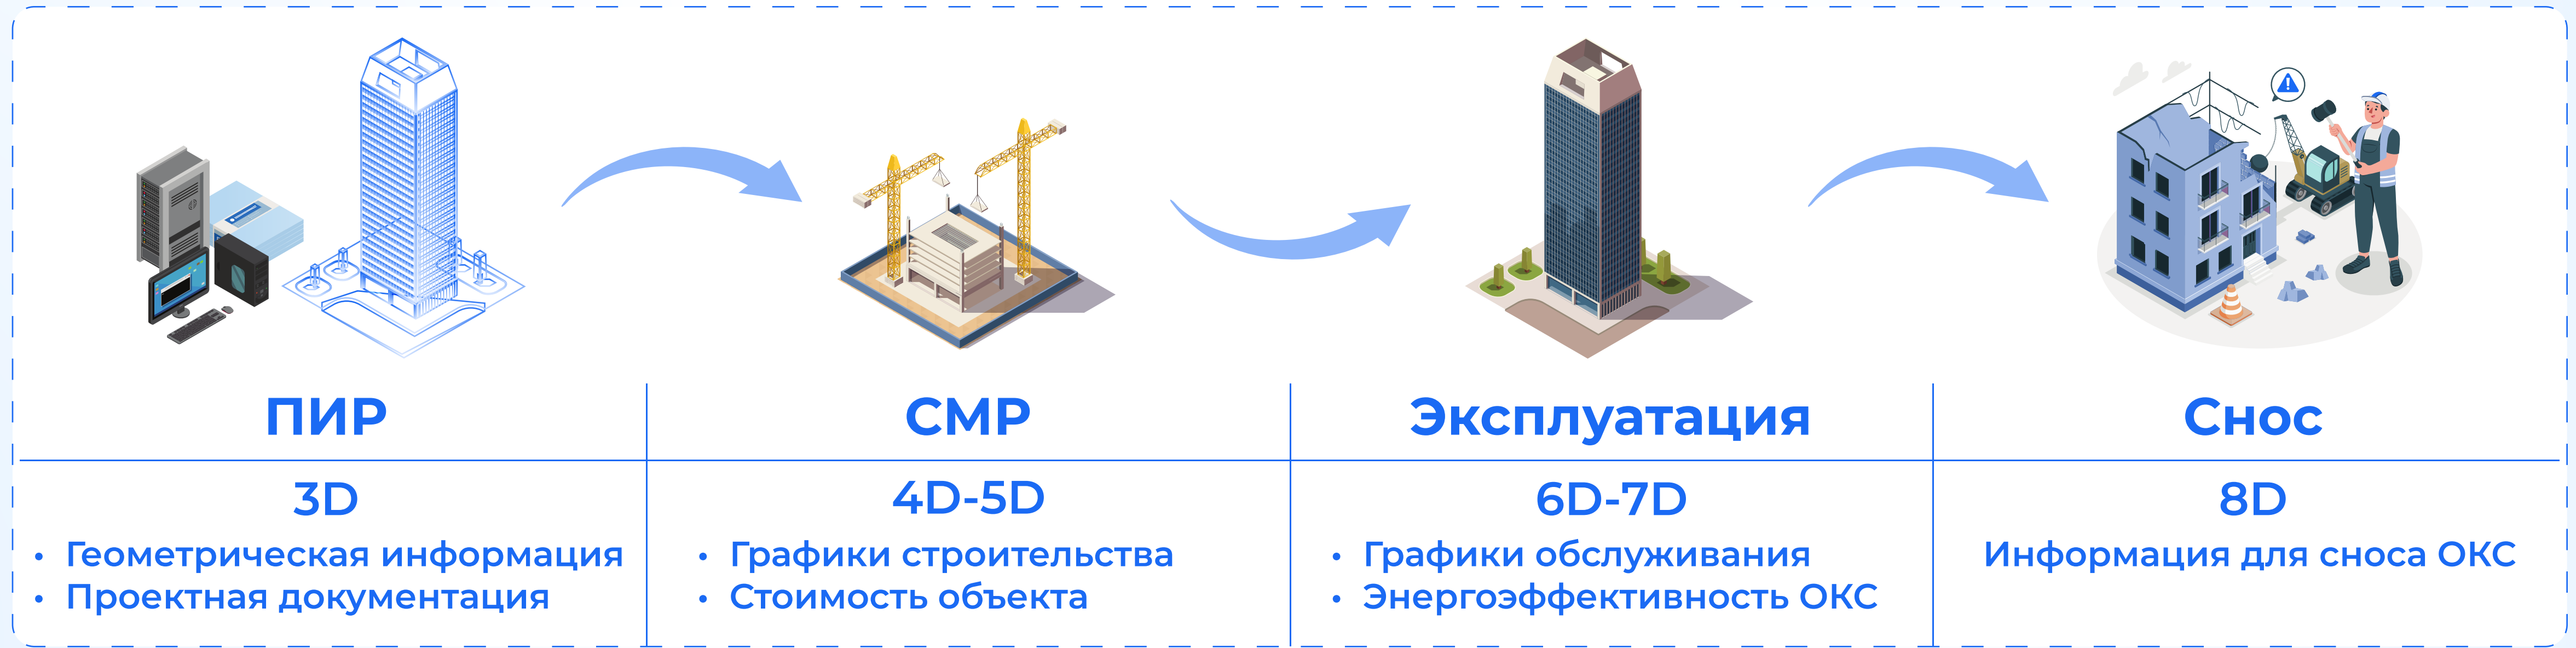 ПИР
СМР
Эксплуатация
Снос
3D
• Геометрическая информация
• Проектная документация
4D-5D
• Графики строительства
• Стоимость объекта
6D-7D
• Графики обслуживания
• Энергоэффективность ОКС
8D
Информация для сноса ОКС